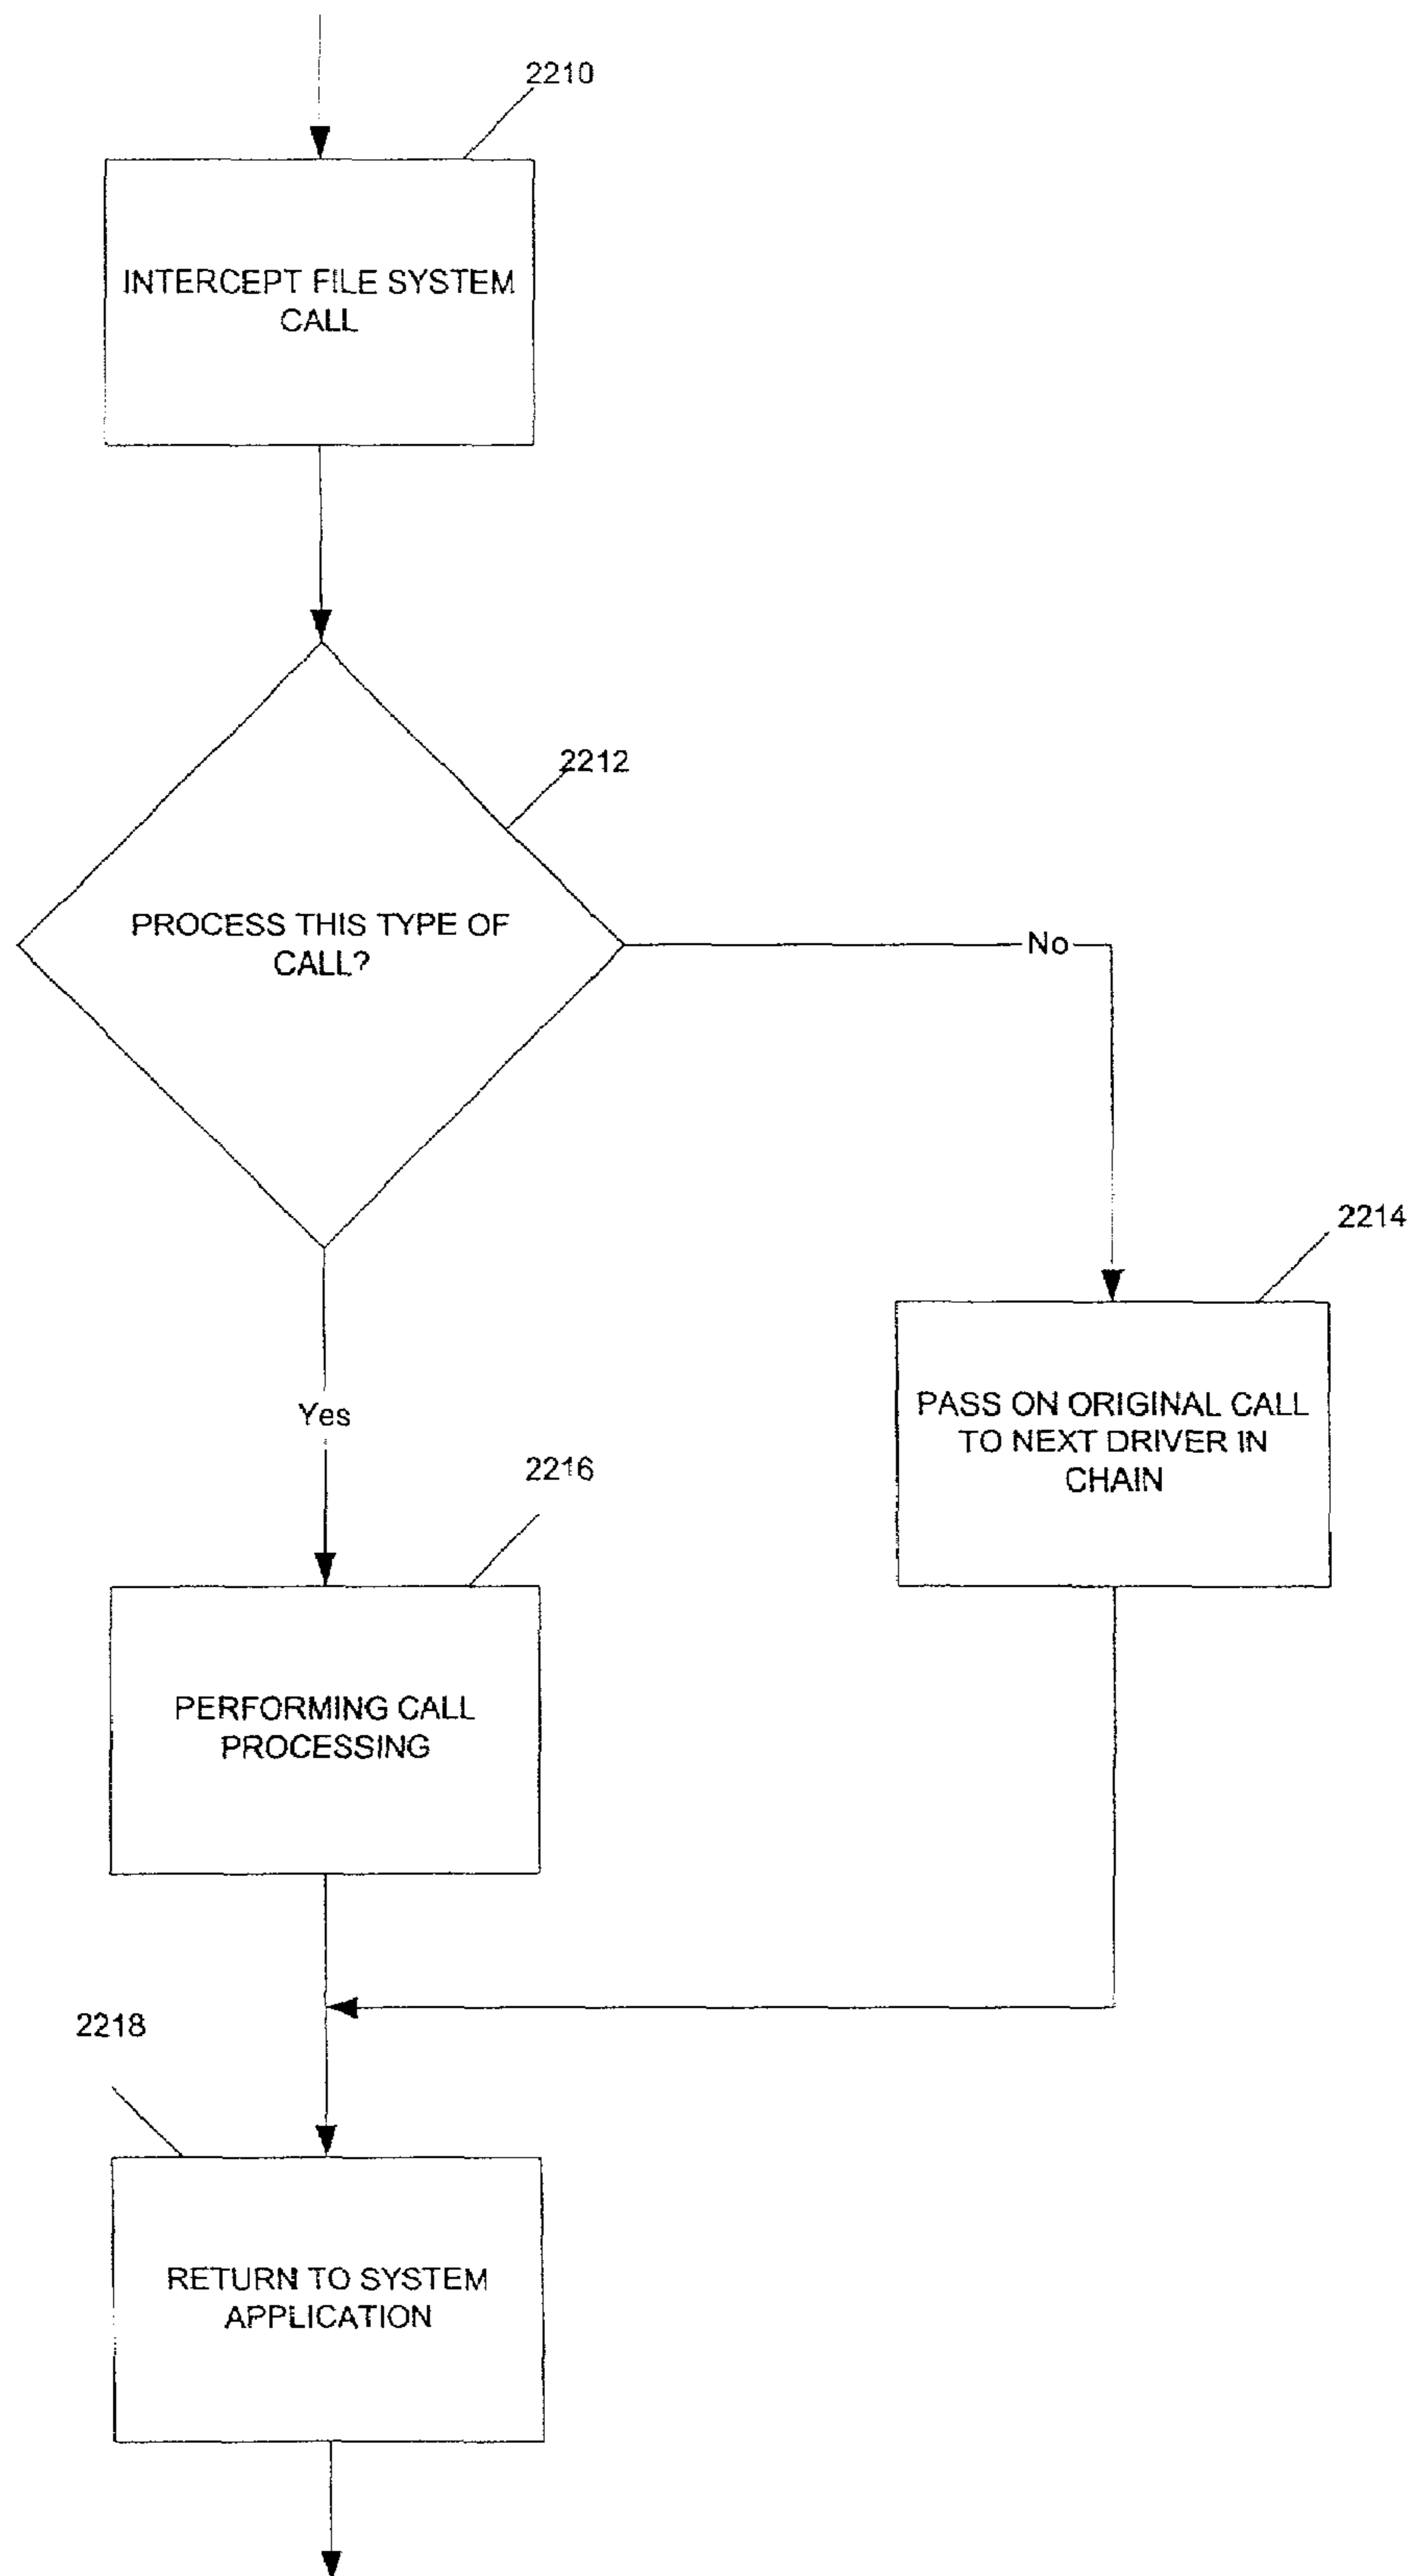 2210
INTERCEPT FILE SYSTEM
CALL
2212
PROCESS THIS TYPE OF
CALL?
No
2214
PASS ON ORIGINAL CALL
TO NEXT DRIVER IN
CHAIN
Yes
2216
PERFORMING CALL
PROCESSING
2218
RETURN TO SYSTEM
APPLICATION